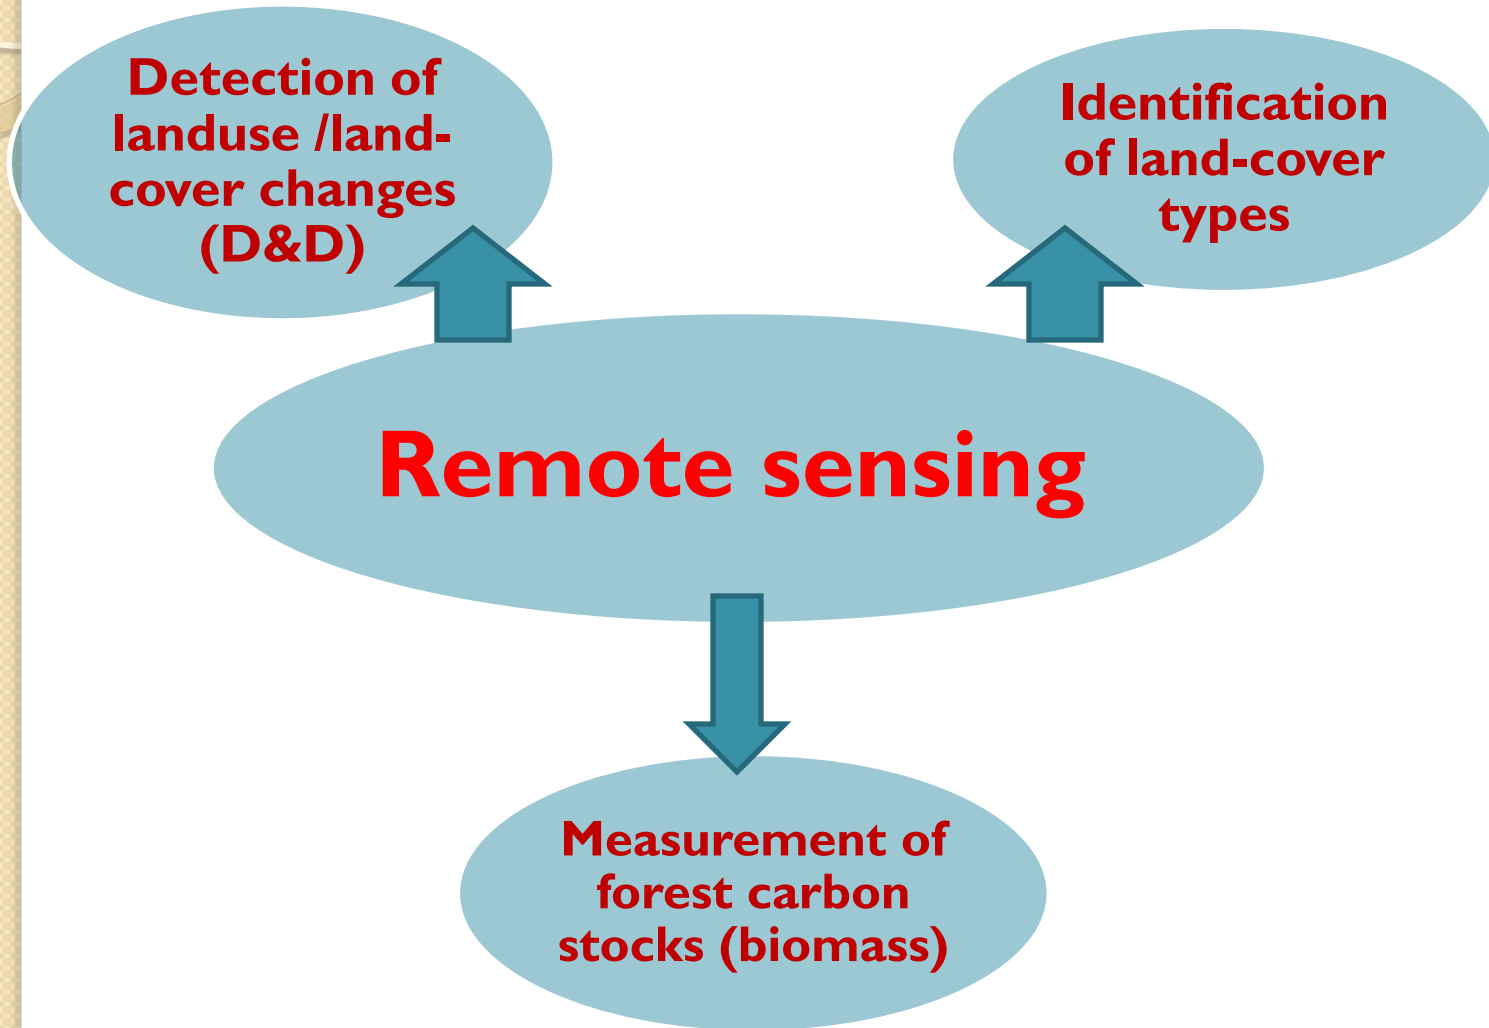 Detection of
landuse /land-
cover changes
(D&D)
Identification
of land-cover
types
Remote sensing
Measurement of
forest carbon
stocks (biomass)